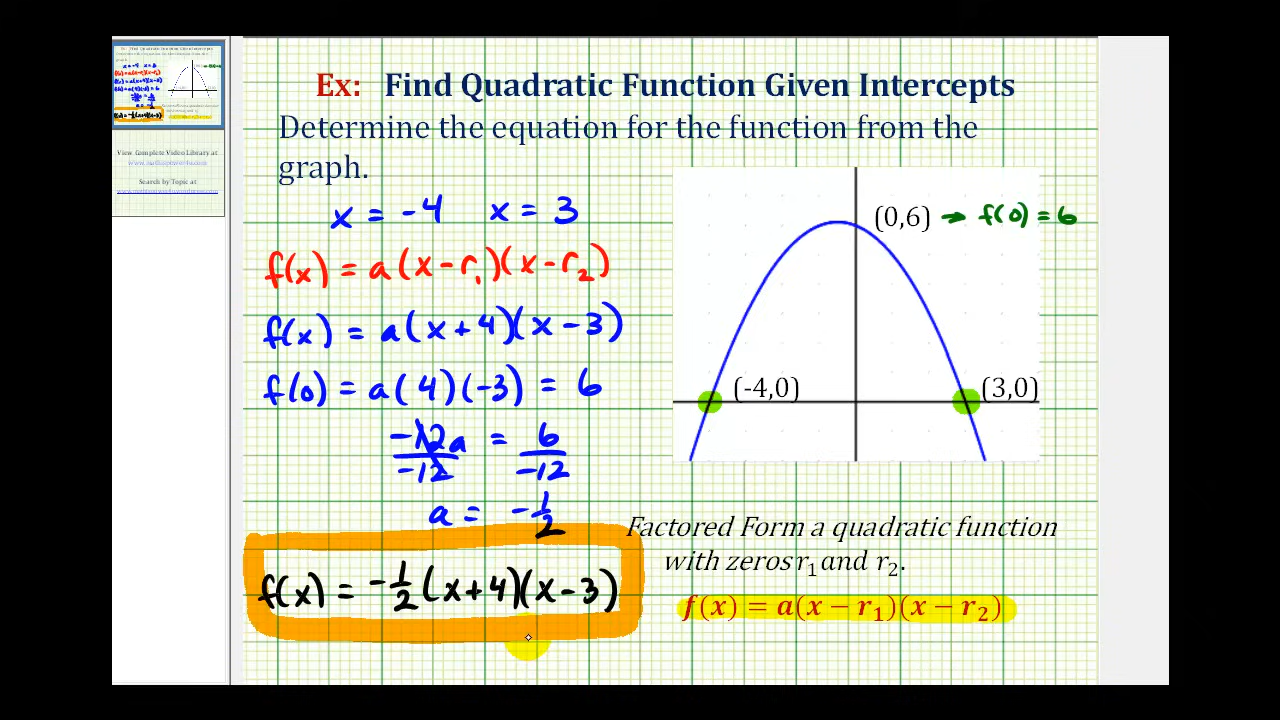 Ex: Find Quadratic Function Given Intercepts
Determine the equation for the function from the
graph.
x = -4 x = 3
f(x) = a(x-r₁)(x-r₂)
f(x) = a(x+4)(x-3)
f(0) = a(4)(-3) = 6
-12a = 6
-12 -12
a = -1/2
f(x) = -1/2(x+4)(x-3)
(0,6) → f(0) = 6
(-4,0)
(3,0)
Factored Form a quadratic function
with zeros r₁ and r₂.
f(x) = a(x − r₁)(x − r₂)
View Complete Video Library at
Search by Topic at